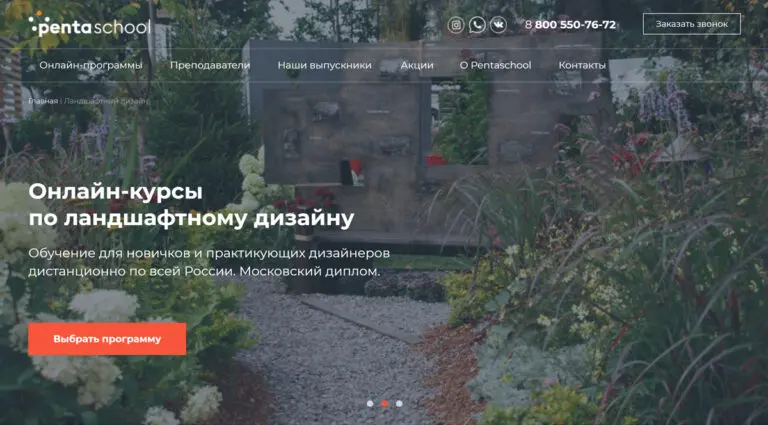 pentaschool
8 800 550-76-72
Заказать звонок
Онлайн-программы
Преподаватели
Наши выпускники
Акции
О Pentaschool
Контакты
Главная | Ландшафтный дизайн
Онлайн-курсы
по ландшафтному дизайну
Обучение для новичков и практикующих дизайнеров
дистанционно по всей России. Московский диплом.
Выбрать программу